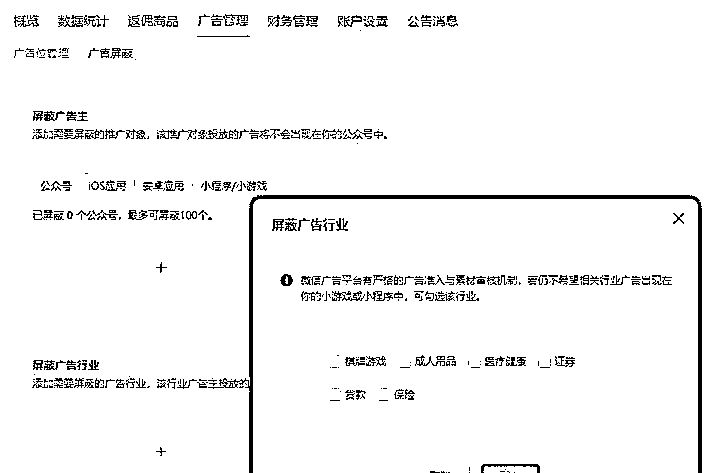 概览 数据统计 返佣商品 广告管理 财务管理 账户设置 公告消息
广告位管理 广告屏蔽
屏蔽广告主
添加需要屏蔽的推广对象，该推广对象投放的广告将不会出现在你的公众号中。
公众号 iOS应用 安卓应用 小程序/小游戏
已屏蔽 0 个公众号，最多可屏蔽100个。
+
屏蔽广告行业
添加需要屏蔽的广告行业，该行业广告主投放的
+
屏蔽广告行业
微信广告平台有严格的广告准入与素材审核机制，若仍不希望相关行业广告出现在
你的小游戏或小程序中，可勾选该行业。
棋牌游戏 成人用品 医疗健康 证券
贷款 保险